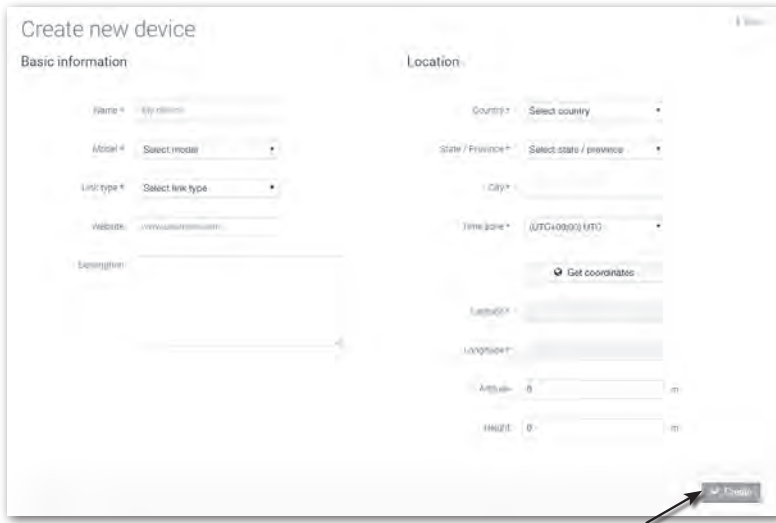 Create new device
Basic information
Name *
My device
Model *
Select model
Link type *
Select link type
Website
Description
Location
Country *
Select country
State / Province *
Select state / province
City *
Time zone *
(UTC+00:00) UTC
Get coordinates
Latitude *
Longitude *
Altitude
0
m
Height
0
m
Create